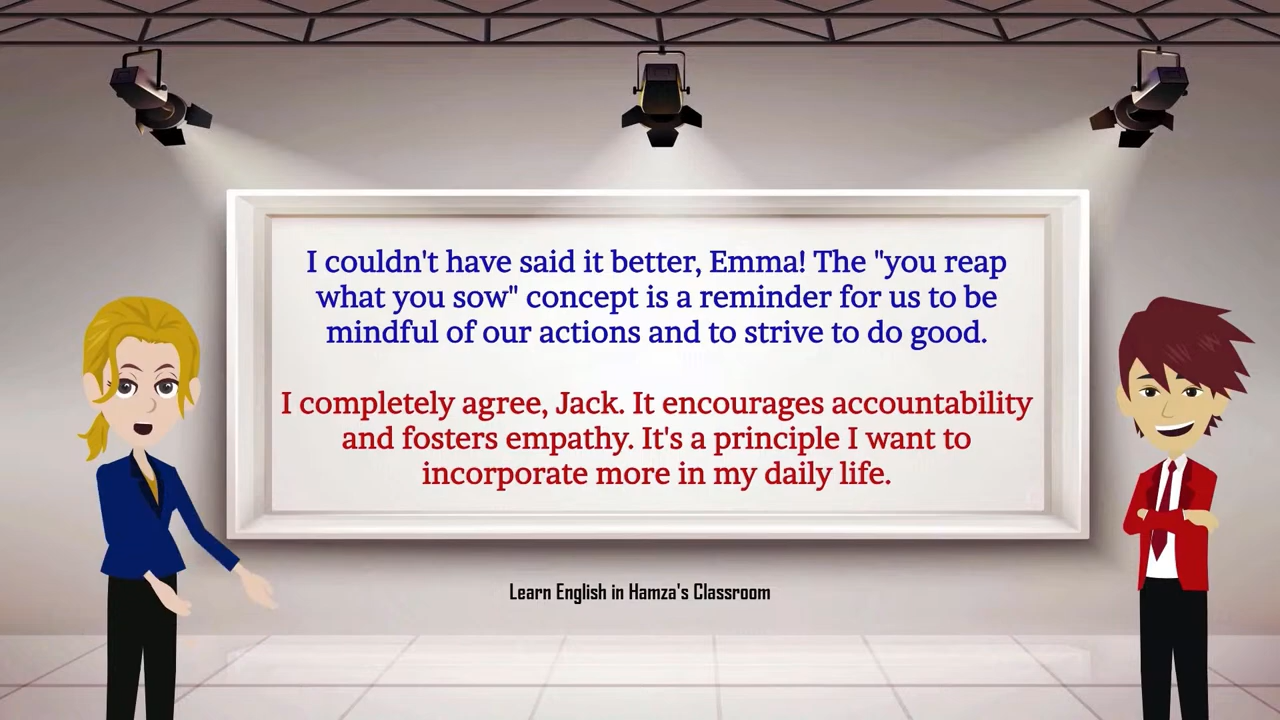 I couldn't have said it better, Emma! The "you reap
what you sow" concept is a reminder for us to be
mindful of our actions and to strive to do good.
I completely agree, Jack. It encourages accountability
and fosters empathy. It's a principle I want to
incorporate more in my daily life.
Learn English in Hamza's Classroom